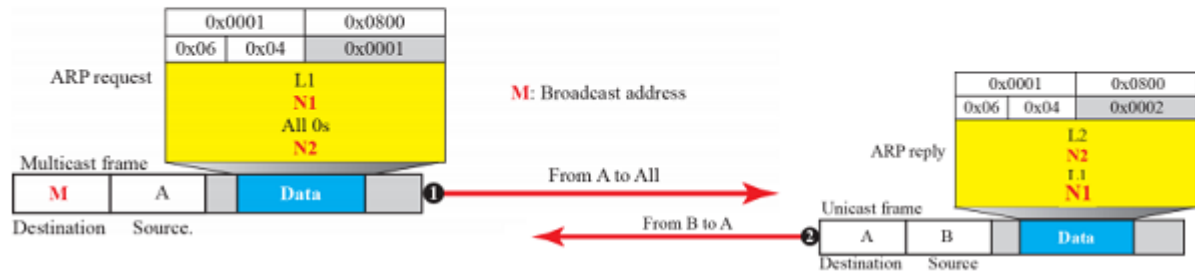 0x0001 0x0800
0x06 0x04 0x0001
ARP request
L1
N1
All 0s
N2
M: Broadcast address
Multicast frame
M A Data 1
Destination Source.
From A to All
From B to A
0x0001 0x0800
0x06 0x04 0x0002
ARP reply
L2
N2
L1
N1
Unicast frame
2 A B Data
Destination Source